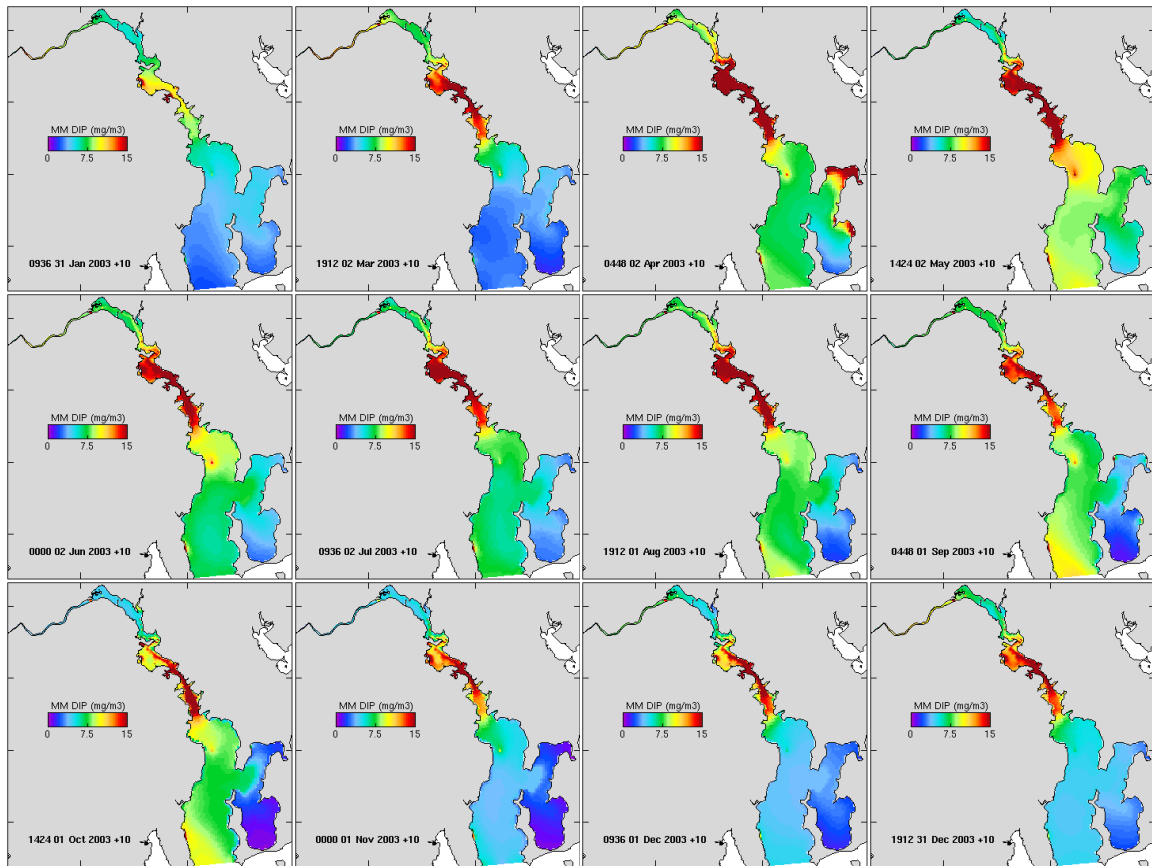 MM DIP (mg/m3)
0 7.5 15
0936 31 Jan 2003 +10
MM DIP (mg/m3)
0 7.5 15
1912 02 Mar 2003 +10
MM DIP (mg/m3)
0 7.5 15
0448 02 Apr 2003 +10
MM DIP (mg/m3)
0 7.5 15
1424 02 May 2003 +10
MM DIP (mg/m3)
0 7.5 15
0000 02 Jun 2003 +10
MM DIP (mg/m3)
0 7.5 15
0936 02 Jul 2003 +10
MM DIP (mg/m3)
0 7.5 15
1912 01 Aug 2003 +10
MM DIP (mg/m3)
0 7.5 15
0448 01 Sep 2003 +10
MM DIP (mg/m3)
0 7.5 15
1424 01 Oct 2003 +10
MM DIP (mg/m3)
0 7.5 15
0000 01 Nov 2003 +10
MM DIP (mg/m3)
0 7.5 15
0936 01 Dec 2003 +10
MM DIP (mg/m3)
0 7.5 15
1912 31 Dec 2003 +10